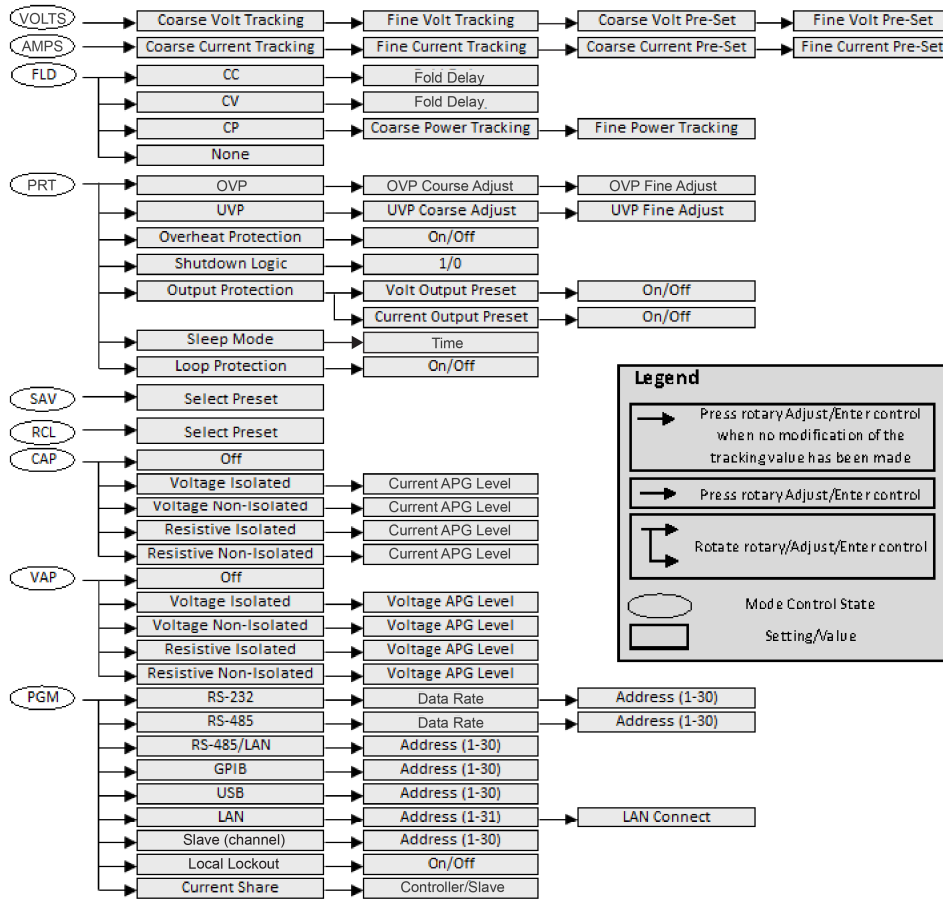 VOLTS Coarse Volt Tracking Fine Volt Tracking Coarse Volt Pre-Set Fine Volt Pre-Set
AMPS Coarse Current Tracking Fine Current Tracking Coarse Current Pre-Set Fine Current Pre-Set
FLD CC Fold Delay
CV Fold Delay
CP Coarse Power Tracking Fine Power Tracking
None
PRT OVP OVP Course Adjust OVP Fine Adjust
UVP UVP Coarse Adjust UVP Fine Adjust
Overheat Protection On/Off
Shutdown Logic 1/0
Output Protection Volt Output Preset On/Off
Current Output Preset On/Off
Sleep Mode Time
Loop Protection On/Off
SAV Select Preset
RCL Select Preset
CAP Off
Voltage Isolated Current APG Level
Voltage Non-Isolated Current APG Level
Resistive Isolated Current APG Level
Resistive Non-Isolated Current APG Level
VAP Off
Voltage Isolated Voltage APG Level
Voltage Non-Isolated Voltage APG Level
Resistive Isolated Voltage APG Level
Resistive Non-Isolated Voltage APG Level
PGM RS-232 Data Rate Address (1-30)
RS-485 Data Rate Address (1-30)
RS-485/LAN Address (1-30)
GPIB Address (1-30)
USB Address (1-30)
LAN Address (1-31) LAN Connect
Slave (channel) Address (1-30)
Local Lockout On/Off
Current Share Controller/Slave
Legend
Press rotary Adjust/Enter control
when no modification of the
tracking value has been made
Press rotary Adjust/Enter control
Rotate rotary/Adjust/Enter control
Mode Control State
Setting/Value